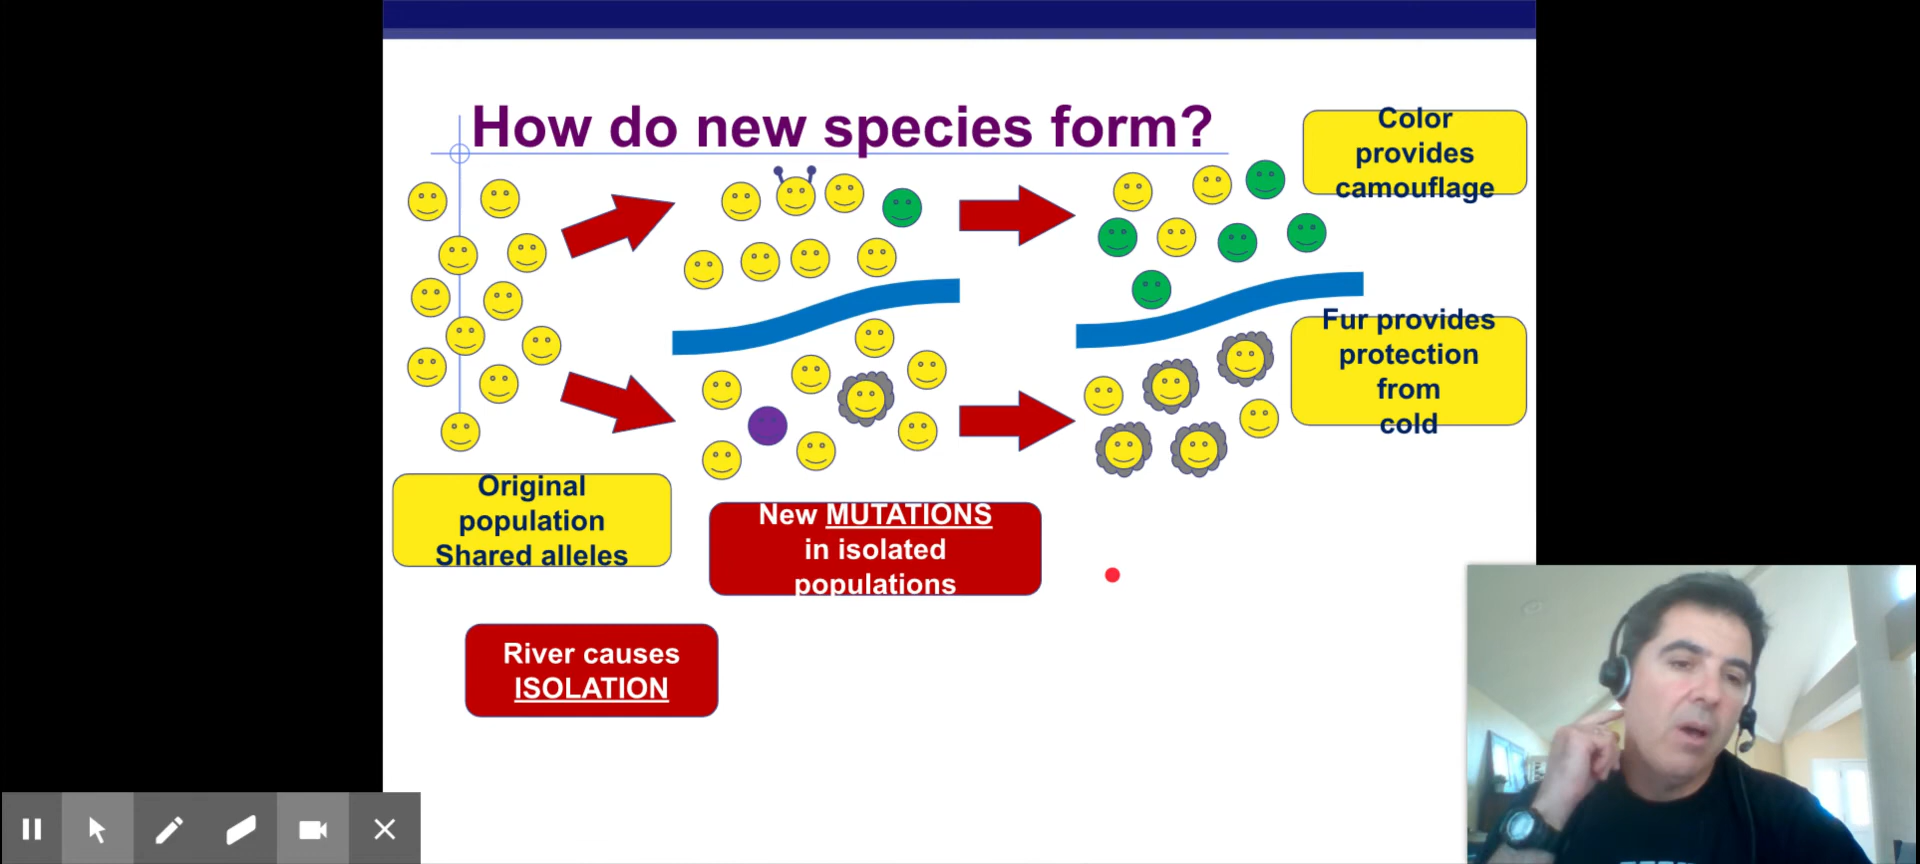 How do new species form?
Color
provides
camouflage
Fur provides
protection
from
cold
Original
population
Shared alleles
New MUTATIONS
in isolated
populations
River causes
ISOLATION